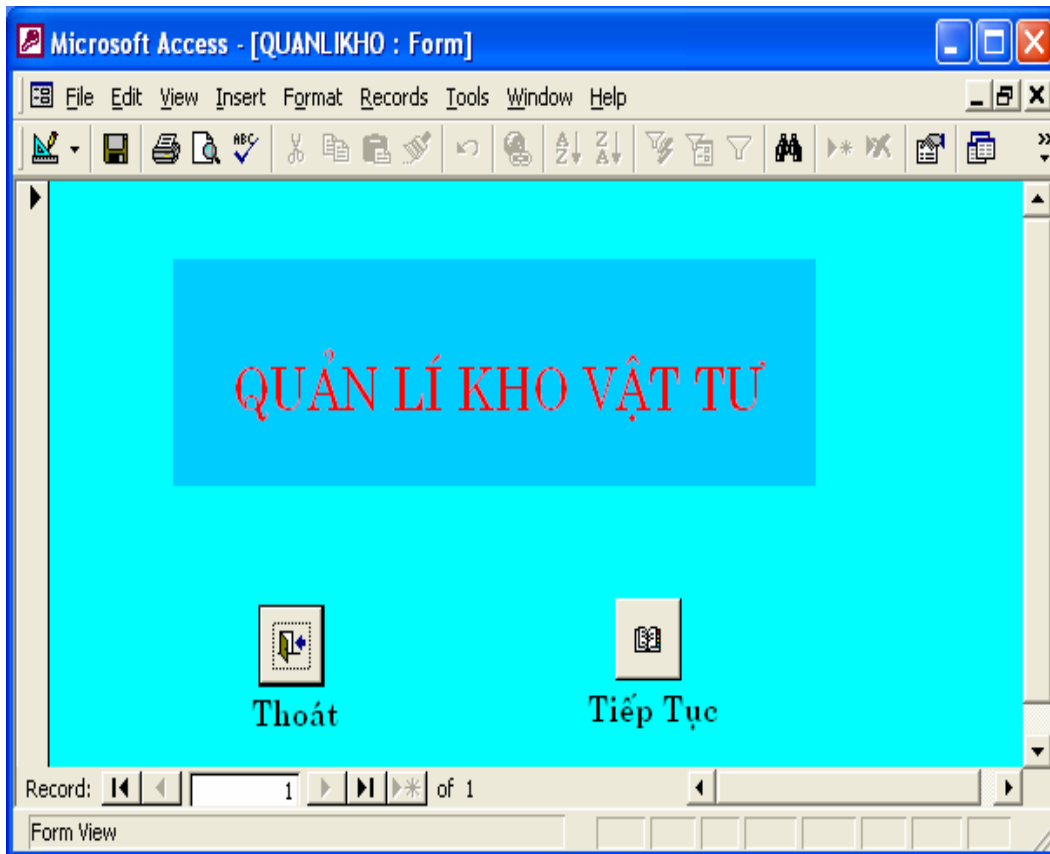 Microsoft Access - [QUANLIKHO : Form]
File Edit View Insert Format Records Tools Window Help
QUẢN LÍ KHO VẬT TƯ
Thoát
Tiếp Tục
Record: 1 of 1
Form View